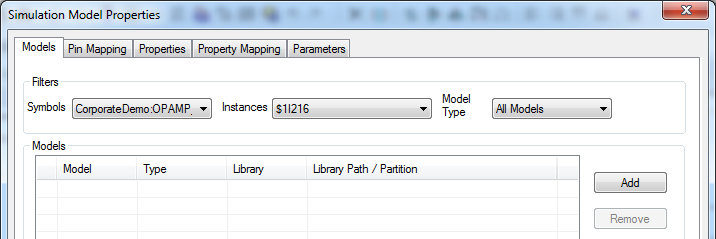 Simulation Model Properties
Models Pin Mapping Properties Property Mapping Parameters
Filters
Symbols CorporateDemo:OPAMP_ Instances $1I216 Model Type All Models
Models
Model Type Library Library Path / Partition
Add
Remove